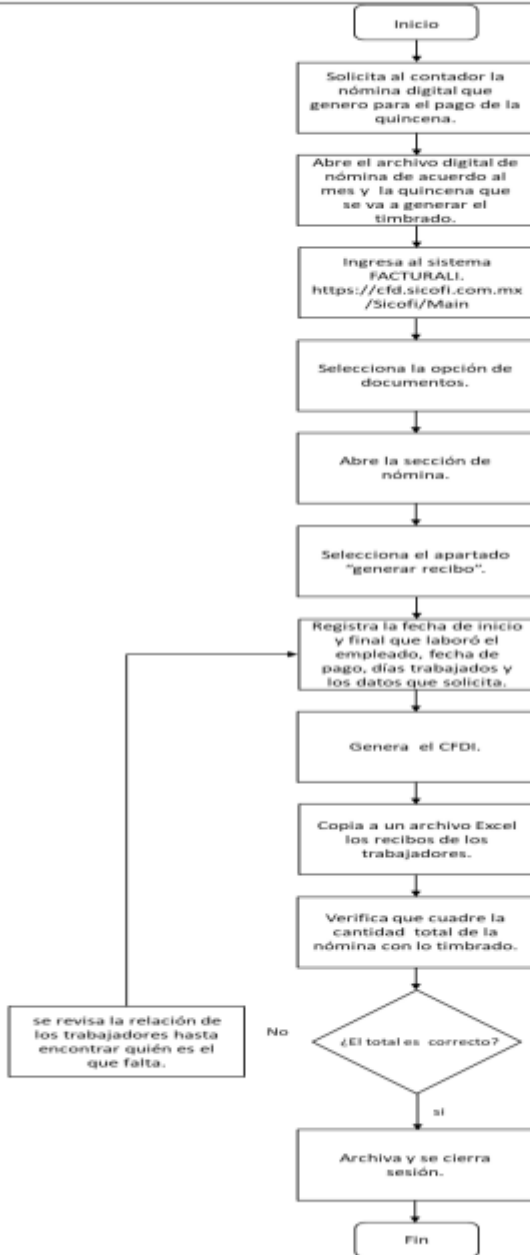 Inicio
Solicita al contador la
nómina digital que
genero para el pago de la
quincena.
Abre el archivo digital de
nómina de acuerdo al
mes y la quincena que
se va a generar el
timbrado.
Ingresa al sistema
FACTURALI.
https://cfd.sicofi.com.mx
/Sicofi/Main
Selecciona la opción de
documentos.
Abre la sección de
nómina.
Selecciona el apartado
"generar recibo".
Registra la fecha de inicio
y final que laboró el
empleado, fecha de
pago, días trabajados y
los datos que solicita.
Genera el CFDI.
Copia a un archivo Excel
los recibos de los
trabajadores.
Verifica que cuadre la
cantidad total de la
nómina con lo timbrado.
¿El total es correcto?
No
se revisa la relación de
los trabajadores hasta
encontrar quién es el
que falta.
si
Archiva y se cierra
sesión.
Fin